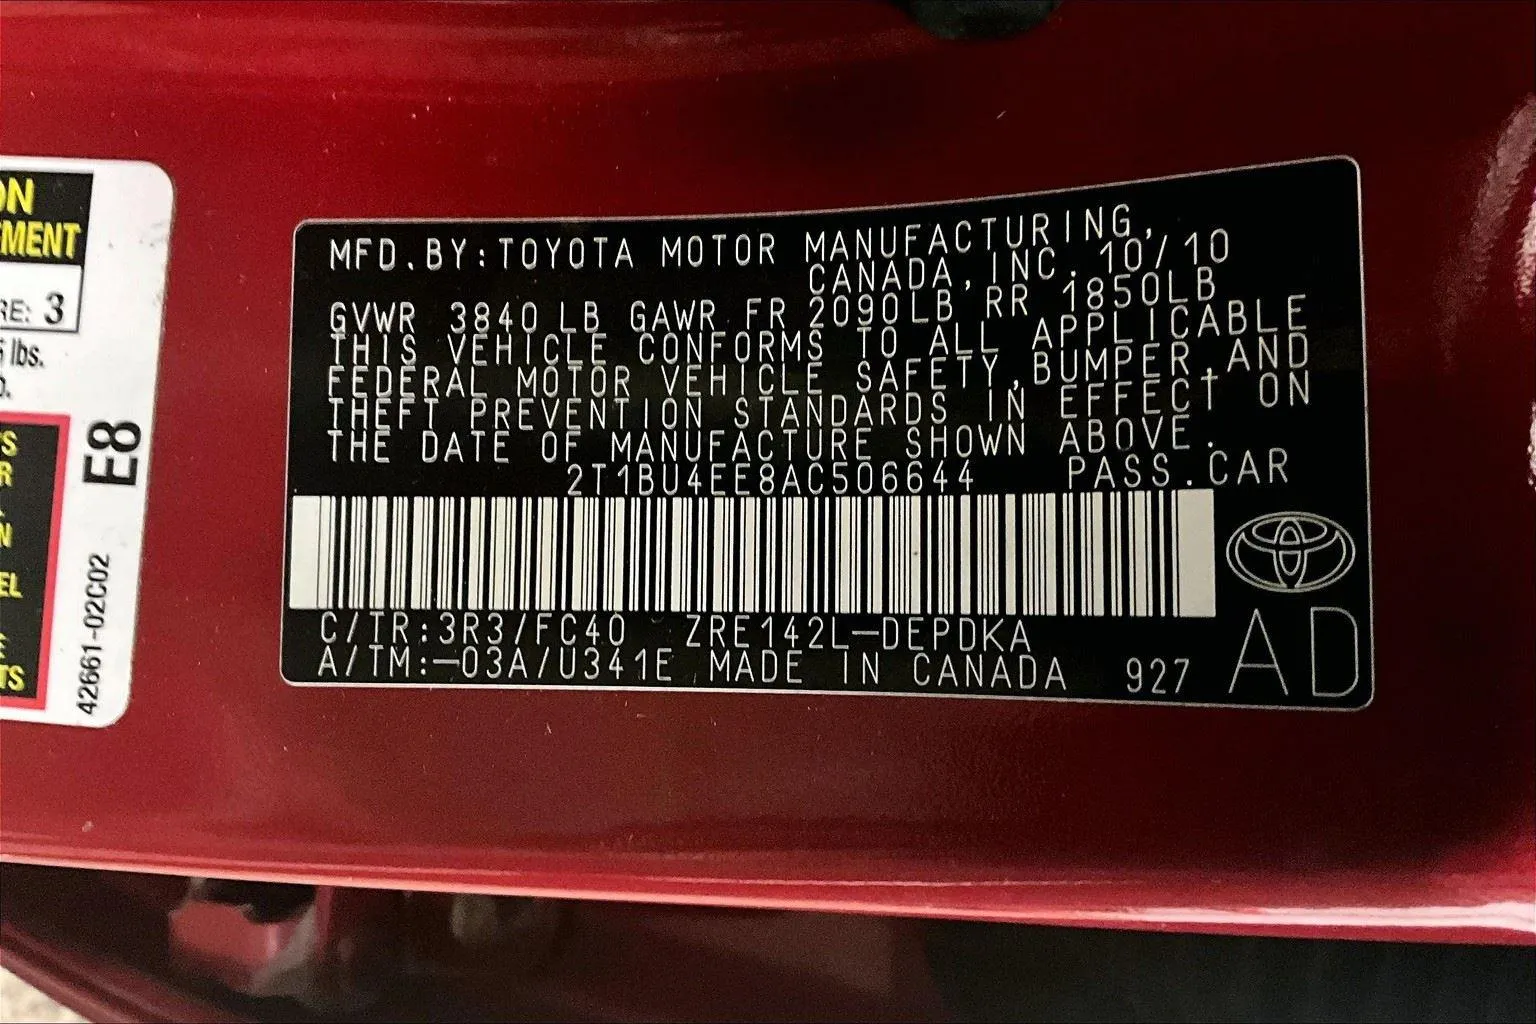 ON
EMENT
RE: 3
lbs.
E8
42661-02C02
MFD. BY: TOYOTA MOTOR MANUFACTURING,
CANADA, INC. 10/10
GVWR 3840 LB GAWR FR 2090LB RR 1850LB
THIS VEHICLE CONFORMS TO ALL APPLICABLE
FEDERAL MOTOR VEHICLE SAFETY, BUMPER, AND
THEFT PREVENTION STANDARDS IN EFFECT ON
THE DATE OF MANUFACTURE SHOWN ABOVE.
2T1BU4EE8AC506644 PASS. CAR
C/TR:3R3/FC40 ZRE142L-DEPDKA
A/TM:-03A/U341E MADE IN CANADA 927
AD